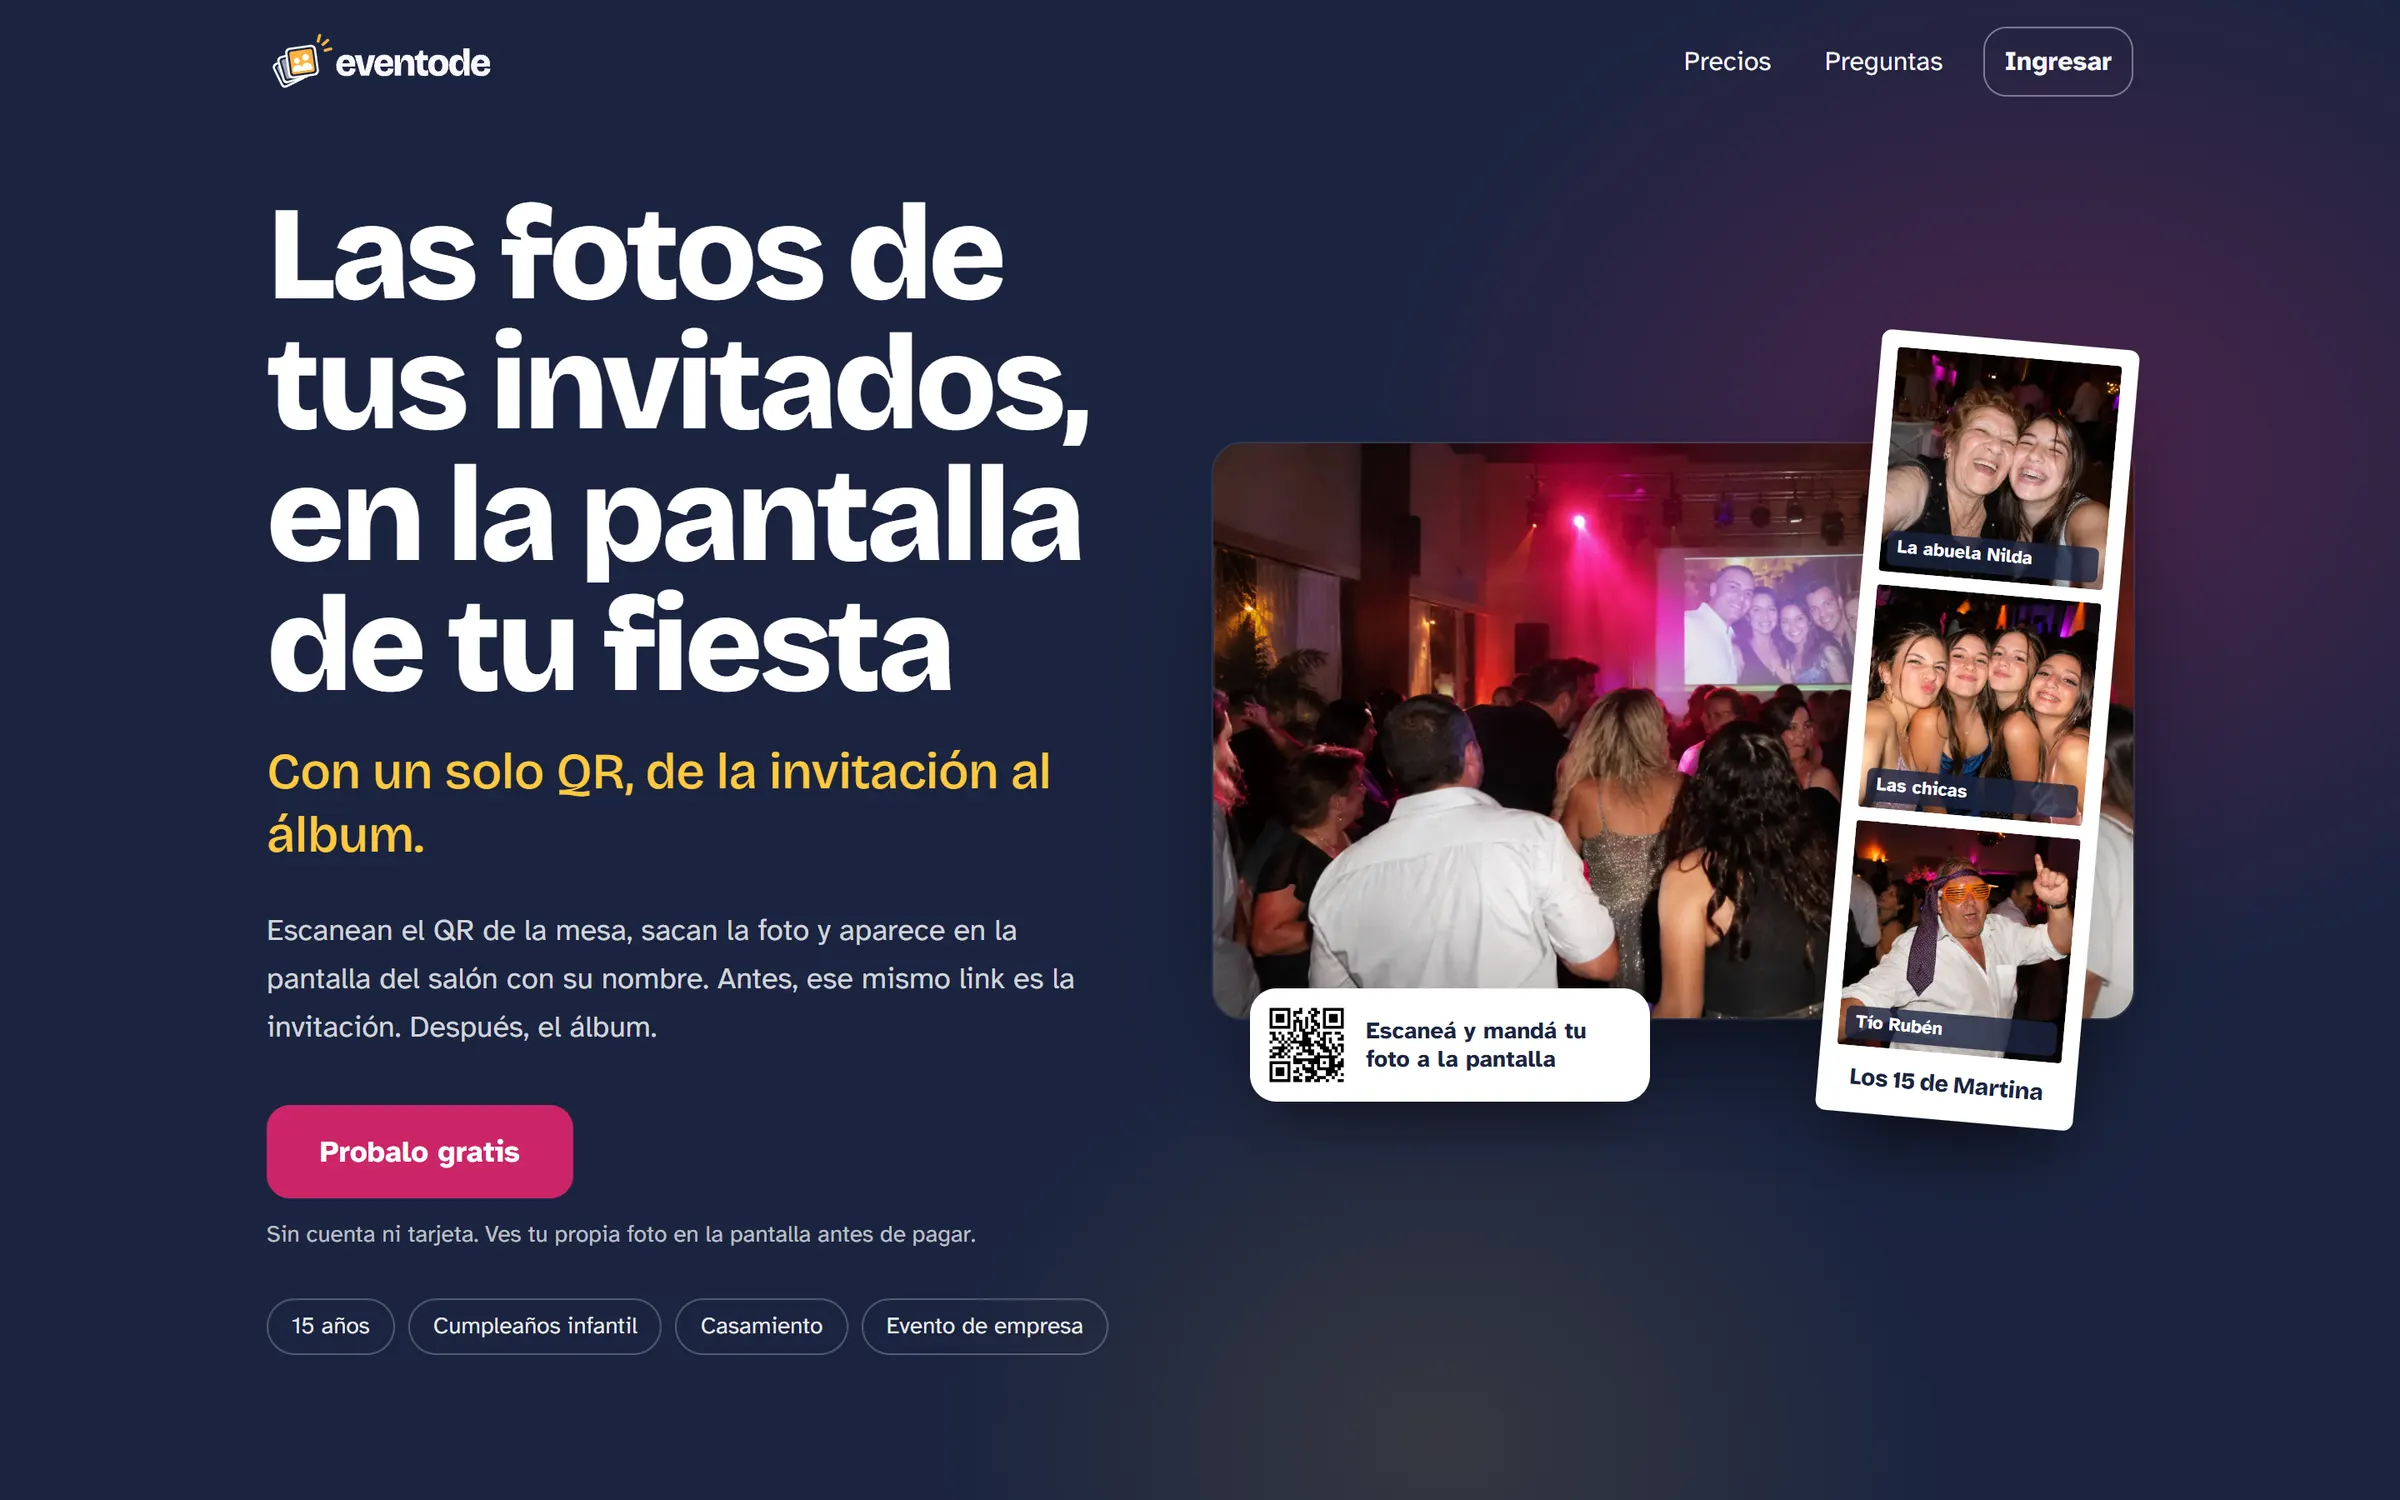 eventode
Precios
Preguntas
Ingresar
Las fotos de
tus invitados,
en la pantalla
de tu fiesta
Con un solo QR, de la invitación al
álbum.
Escanean el QR de la mesa, sacan la foto y aparece en la
pantalla del salón con su nombre. Antes, ese mismo link es la
invitación. Después, el álbum.
Probalo gratis
Sin cuenta ni tarjeta. Ves tu propia foto en la pantalla antes de pagar.
15 años
Cumpleaños infantil
Casamiento
Evento de empresa
La abuela Nilda
Las chicas
Tío Rubén
Los 15 de Martina
Escaneá y mandá tu
foto a la pantalla